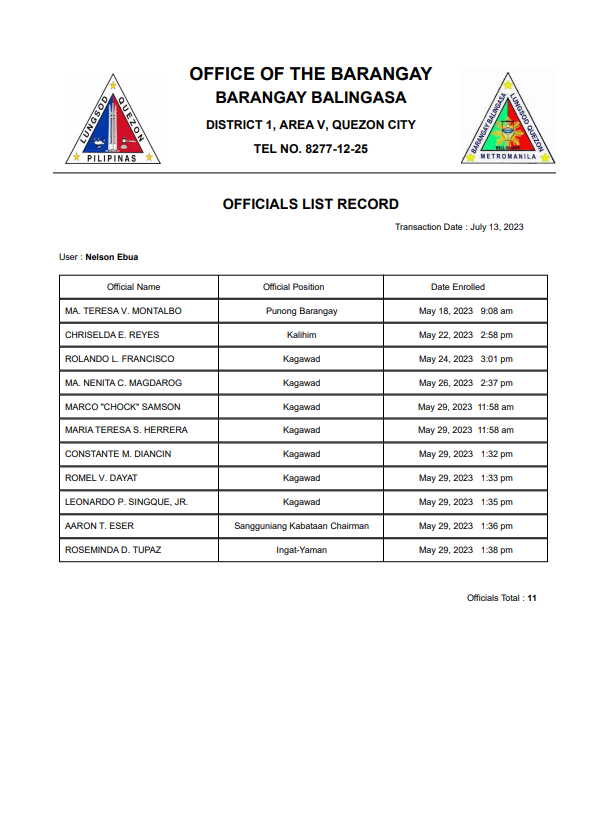 OFFICE OF THE BARANGAY
BARANGAY BALINGASA
DISTRICT 1, AREA V, QUEZON CITY
TEL NO. 8277-12-25
LUNGSOD QUEZON
PILIPINAS
BARANGAY BALINGASA
LUNGSOD QUEZON
METROMANILA
OFFICIALS LIST RECORD
Transaction Date : July 13, 2023
User : Nelson Ebua
Official Name Official Position Date Enrolled
MA. TERESA V. MONTALBO Punong Barangay May 18, 2023 9:08 am
CHRISELDA E. REYES Kalihim May 22, 2023 2:58 pm
ROLANDO L. FRANCISCO Kagawad May 24, 2023 3:01 pm
MA. NENITA C. MAGDAROG Kagawad May 26, 2023 2:37 pm
MARCO "CHOCK" SAMSON Kagawad May 29, 2023 11:58 am
MARIA TERESA S. HERRERA Kagawad May 29, 2023 11:58 am
CONSTANTE M. DIANCIN Kagawad May 29, 2023 1:32 pm
ROMEL V. DAYAT Kagawad May 29, 2023 1:33 pm
LEONARDO P. SINGQUE, JR. Kagawad May 29, 2023 1:35 pm
AARON T. ESER Sangguniang Kabataan Chairman May 29, 2023 1:36 pm
ROSEMINDA D. TUPAZ Ingat-Yaman May 29, 2023 1:38 pm
Officials Total : 11